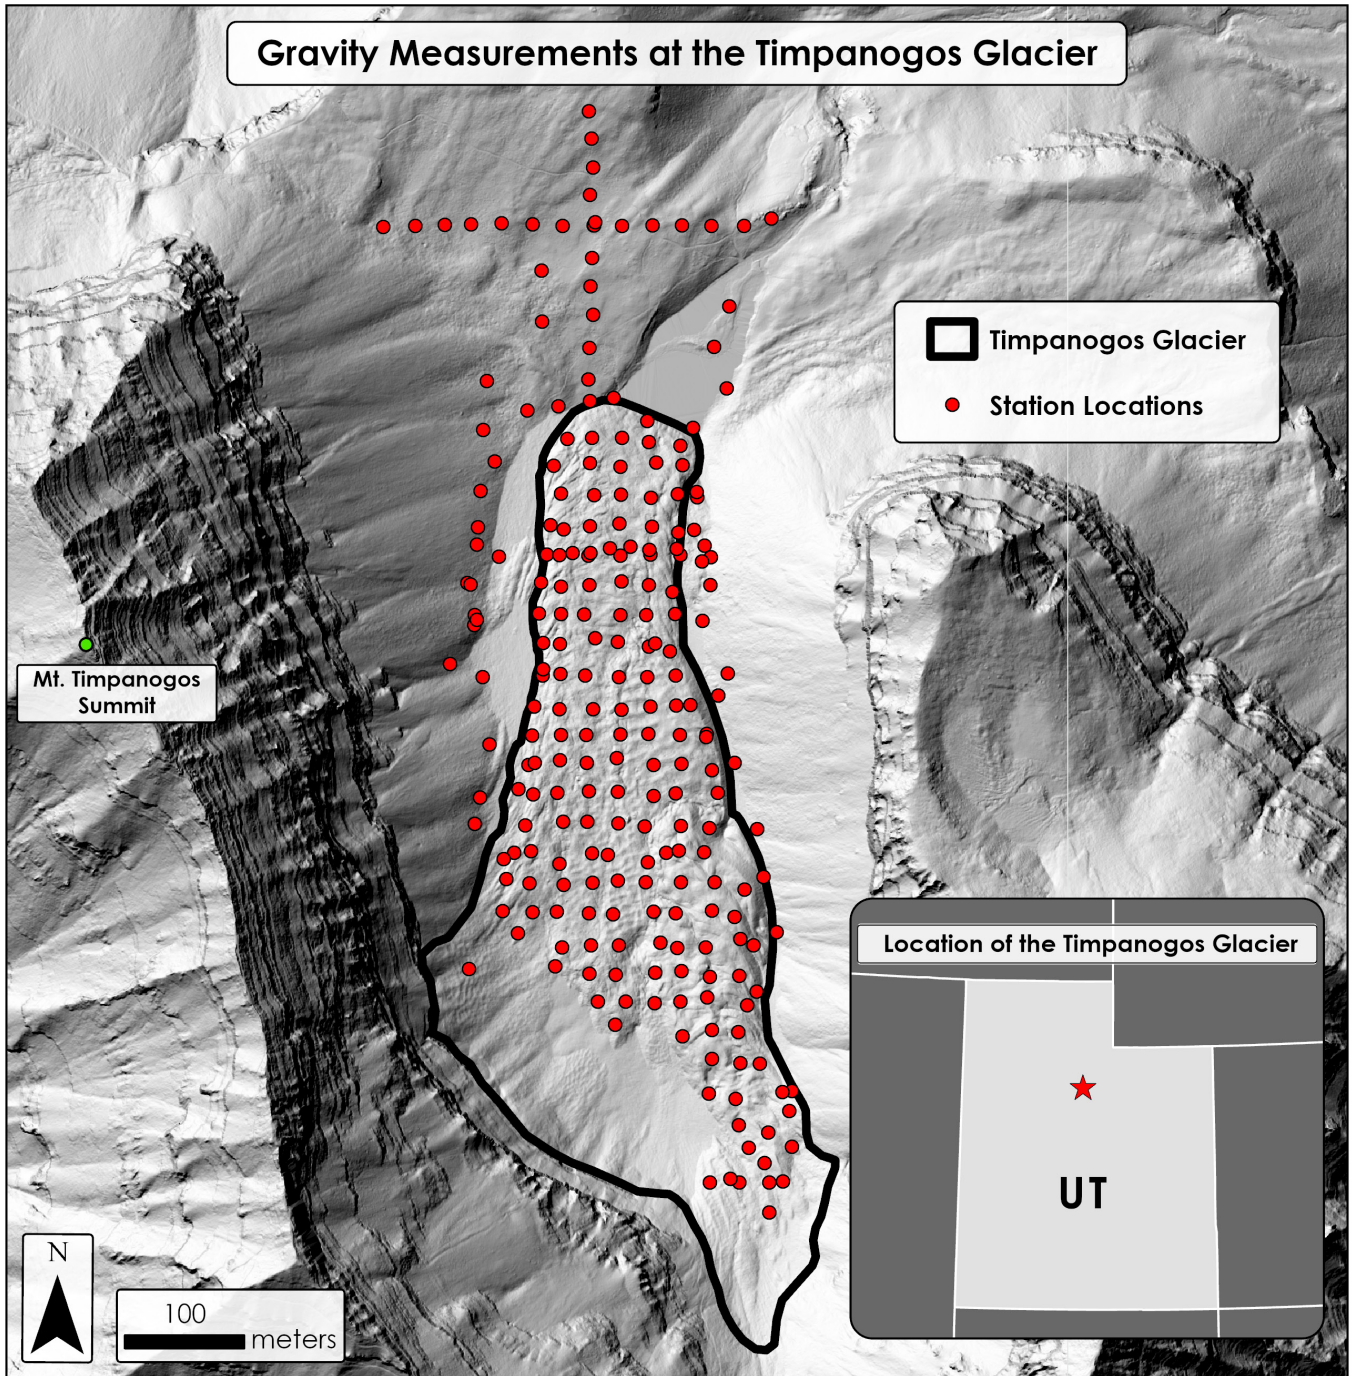 Gravity Measurements at the Timpanogos Glacier
Timpanogos Glacier
Station Locations
Mt. Timpanogos
Summit
Location of the Timpanogos Glacier
UT
N
100
meters